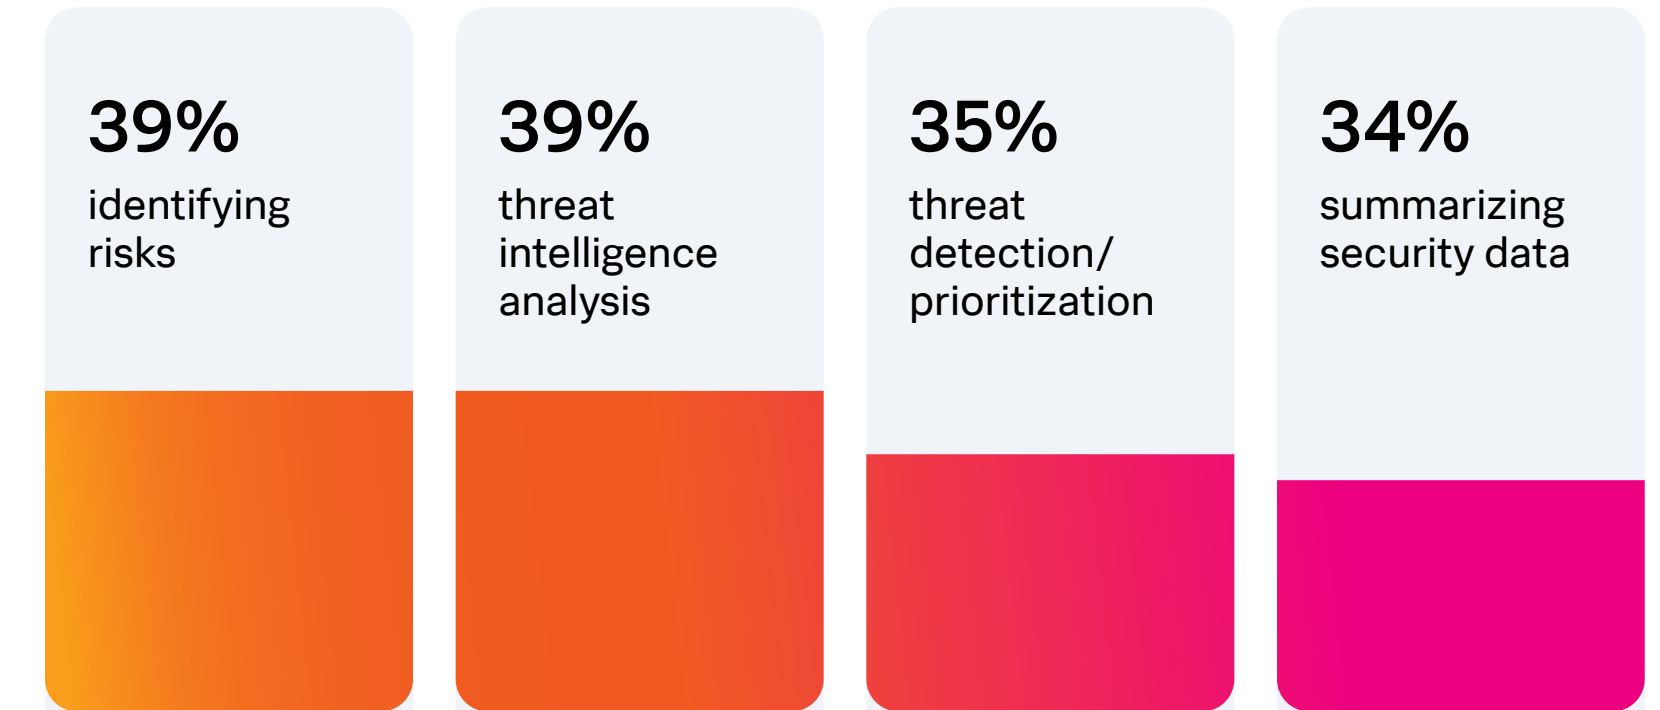 39%
identifying
risks
39%
threat
intelligence
analysis
35%
threat
detection/
prioritization
34%
summarizing
security data